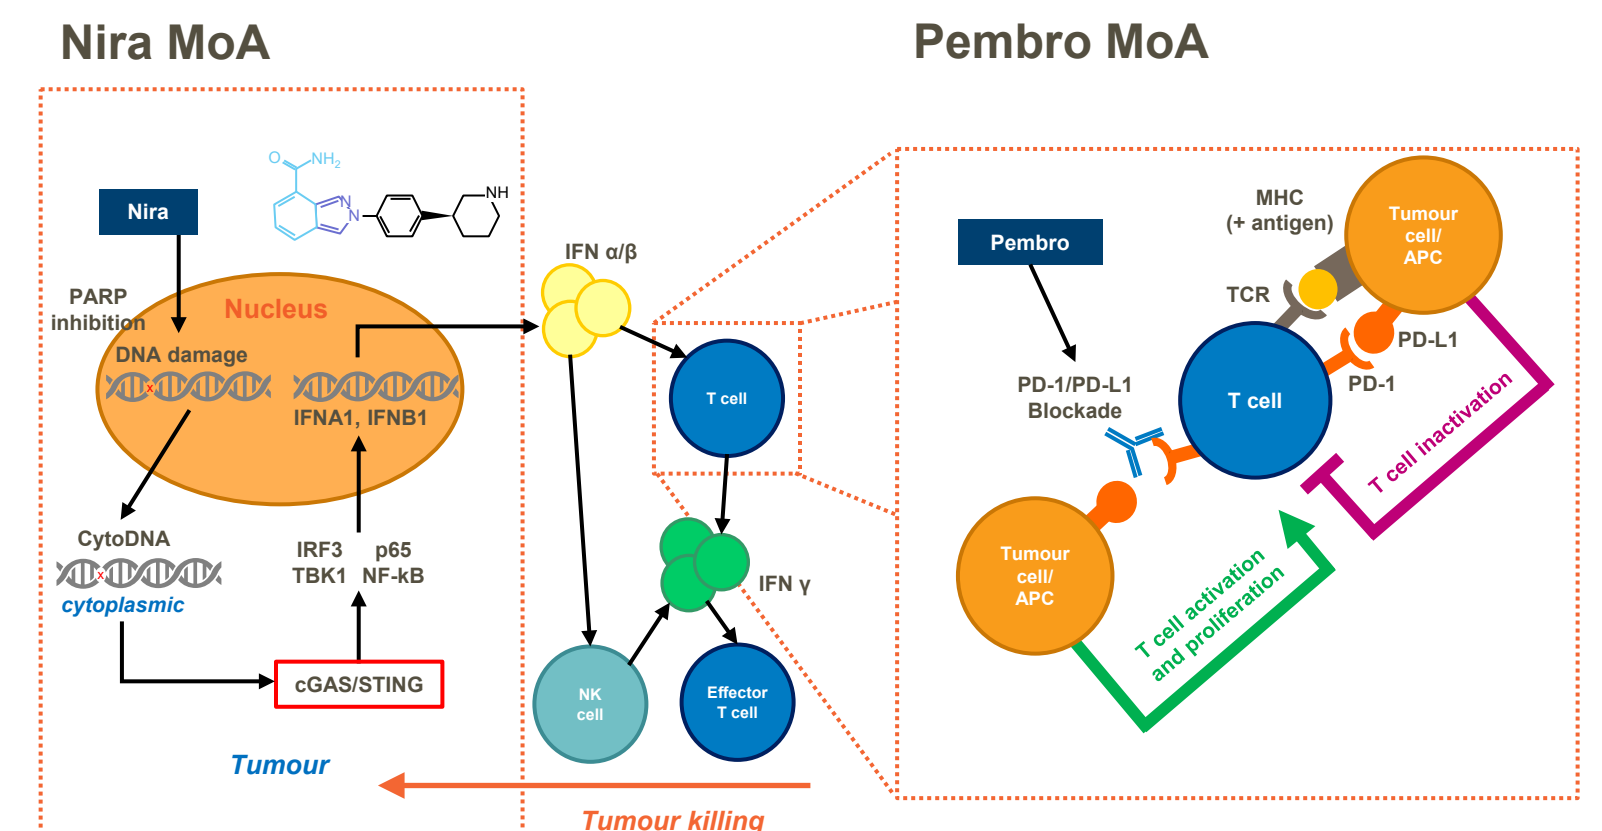 Nira MoA
Pembro MoA
O
NH2
N
N
NH
Nira
PARP
inhibition
Nucleus
DNA damage
x
IFNA1, IFNB1
CytoDNA
x
cytoplasmic
IRF3
TBK1
p65
NF-kB
cGAS/STING
Tumour
IFN α/β
T cell
IFN γ
NK
cell
Effector
T cell
Tumour killing
Pembro
PD-1/PD-L1
Blockade
MHC
(+ antigen)
TCR
Tumour
cell/
APC
PD-L1
PD-1
T cell
T cell inactivation
Tumour
cell/
APC
T cell activation
and proliferation